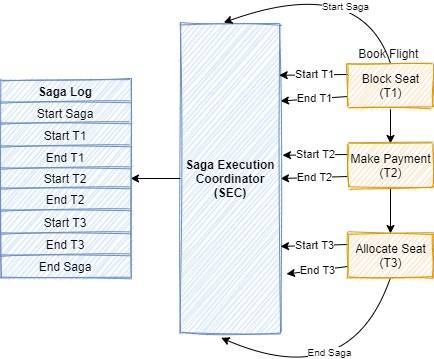 Start Saga
Book Flight
Saga Log
Start Saga
Start T1
End T1
Start T2
End T2
Start T3
End T3
End Saga
Saga Execution
Coordinator
(SEC)
Start T1
End T1
Block Seat
(T1)
Start T2
End T2
Make Payment
(T2)
Start T3
End T3
Allocate Seat
(T3)
End Saga